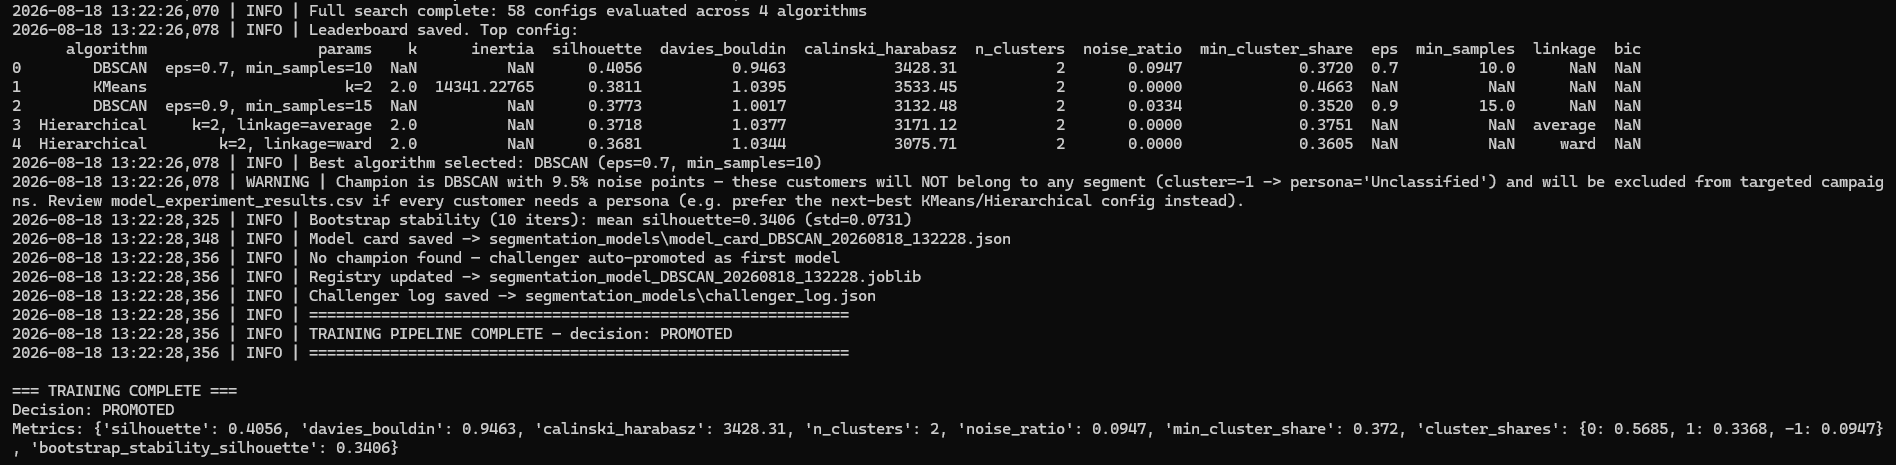 2026-08-18 13:22:26,070 | INFO | Full search complete: 58 configs evaluated across 4 algorithms
2026-08-18 13:22:26,078 | INFO | Leaderboard saved. Top config:
      algorithm                   params    k      inertia  silhouette  davies_bouldin  calinski_harabasz  n_clusters  noise_ratio  min_cluster_share  eps  min_samples  linkage  bic
0        DBSCAN  eps=0.7, min_samples=10  NaN          NaN      0.4056          0.9463            3428.31           2       0.0947             0.3720  0.7         10.0      NaN  NaN
1        KMeans                      k=2  2.0  14341.22765      0.3811          1.0395            3533.45           2       0.0000             0.4663  NaN          NaN      NaN  NaN
2        DBSCAN  eps=0.9, min_samples=15  NaN          NaN      0.3773          1.0017            3132.48           2       0.0334             0.3520  0.9         15.0      NaN  NaN
3  Hierarchical     k=2, linkage=average  2.0          NaN      0.3718          1.0377            3171.12           2       0.0000             0.3751  NaN          NaN  average  NaN
4  Hierarchical        k=2, linkage=ward  2.0          NaN      0.3681          1.0344            3075.71           2       0.0000             0.3605  NaN          NaN     ward  NaN
2026-08-18 13:22:26,078 | INFO | Best algorithm selected: DBSCAN (eps=0.7, min_samples=10)
2026-08-18 13:22:26,078 | WARNING | Champion is DBSCAN with 9.5% noise points — these customers will NOT belong to any segment (cluster=-1 -> persona='Unclassified') and will be excluded from targeted campaig
ns. Review model_experiment_results.csv if every customer needs a persona (e.g. prefer the next-best KMeans/Hierarchical config instead).
2026-08-18 13:22:28,325 | INFO | Bootstrap stability (10 iters): mean silhouette=0.3406 (std=0.0731)
2026-08-18 13:22:28,348 | INFO | Model card saved -> segmentation_models\model_card_DBSCAN_20260818_132228.json
2026-08-18 13:22:28,356 | INFO | No champion found — challenger auto-promoted as first model
2026-08-18 13:22:28,356 | INFO | Registry updated -> segmentation_model_DBSCAN_20260818_132228.joblib
2026-08-18 13:22:28,356 | INFO | Challenger log saved -> segmentation_models\challenger_log.json
2026-08-18 13:22:28,356 | INFO | ============================================================
2026-08-18 13:22:28,356 | INFO | TRAINING PIPELINE COMPLETE — decision: PROMOTED
2026-08-18 13:22:28,356 | INFO | ============================================================
=== TRAINING COMPLETE ===
Decision: PROMOTED
Metrics: {'silhouette': 0.4056, 'davies_bouldin': 0.9463, 'calinski_harabasz': 3428.31, 'n_clusters': 2, 'noise_ratio': 0.0947, 'min_cluster_share': 0.372, 'cluster_shares': {0: 0.5685, 1: 0.3368, -1: 0.0947}
, 'bootstrap_stability_silhouette': 0.3406}